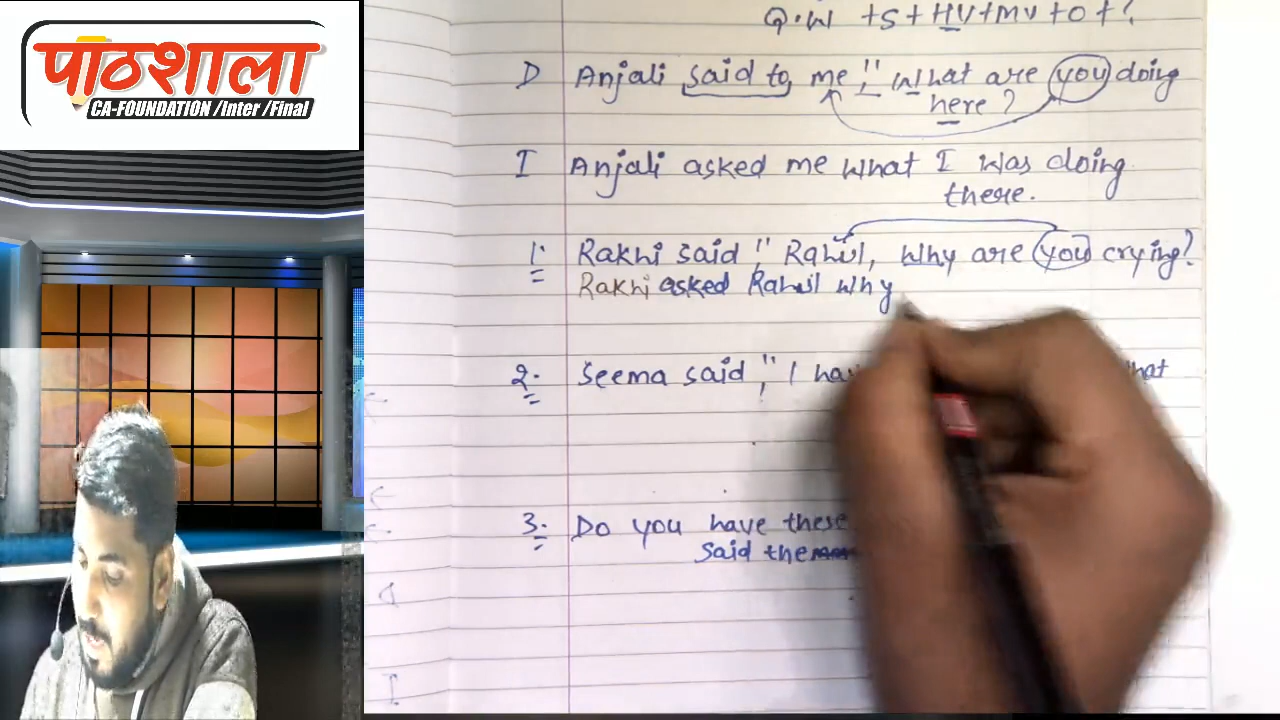 पाठशाला
CA-FOUNDATION /Inter /Final
Q.W +S + HV + MV + O + ?
D Anjali said to me, " What are you doing
here ?
I Anjali asked me what I was doing
there.
1. Rakhi said, " Rahul, why are you crying?
Rakhi asked Rahul why
2. Seema said, " I hav
hat
3. Do you have these
said the